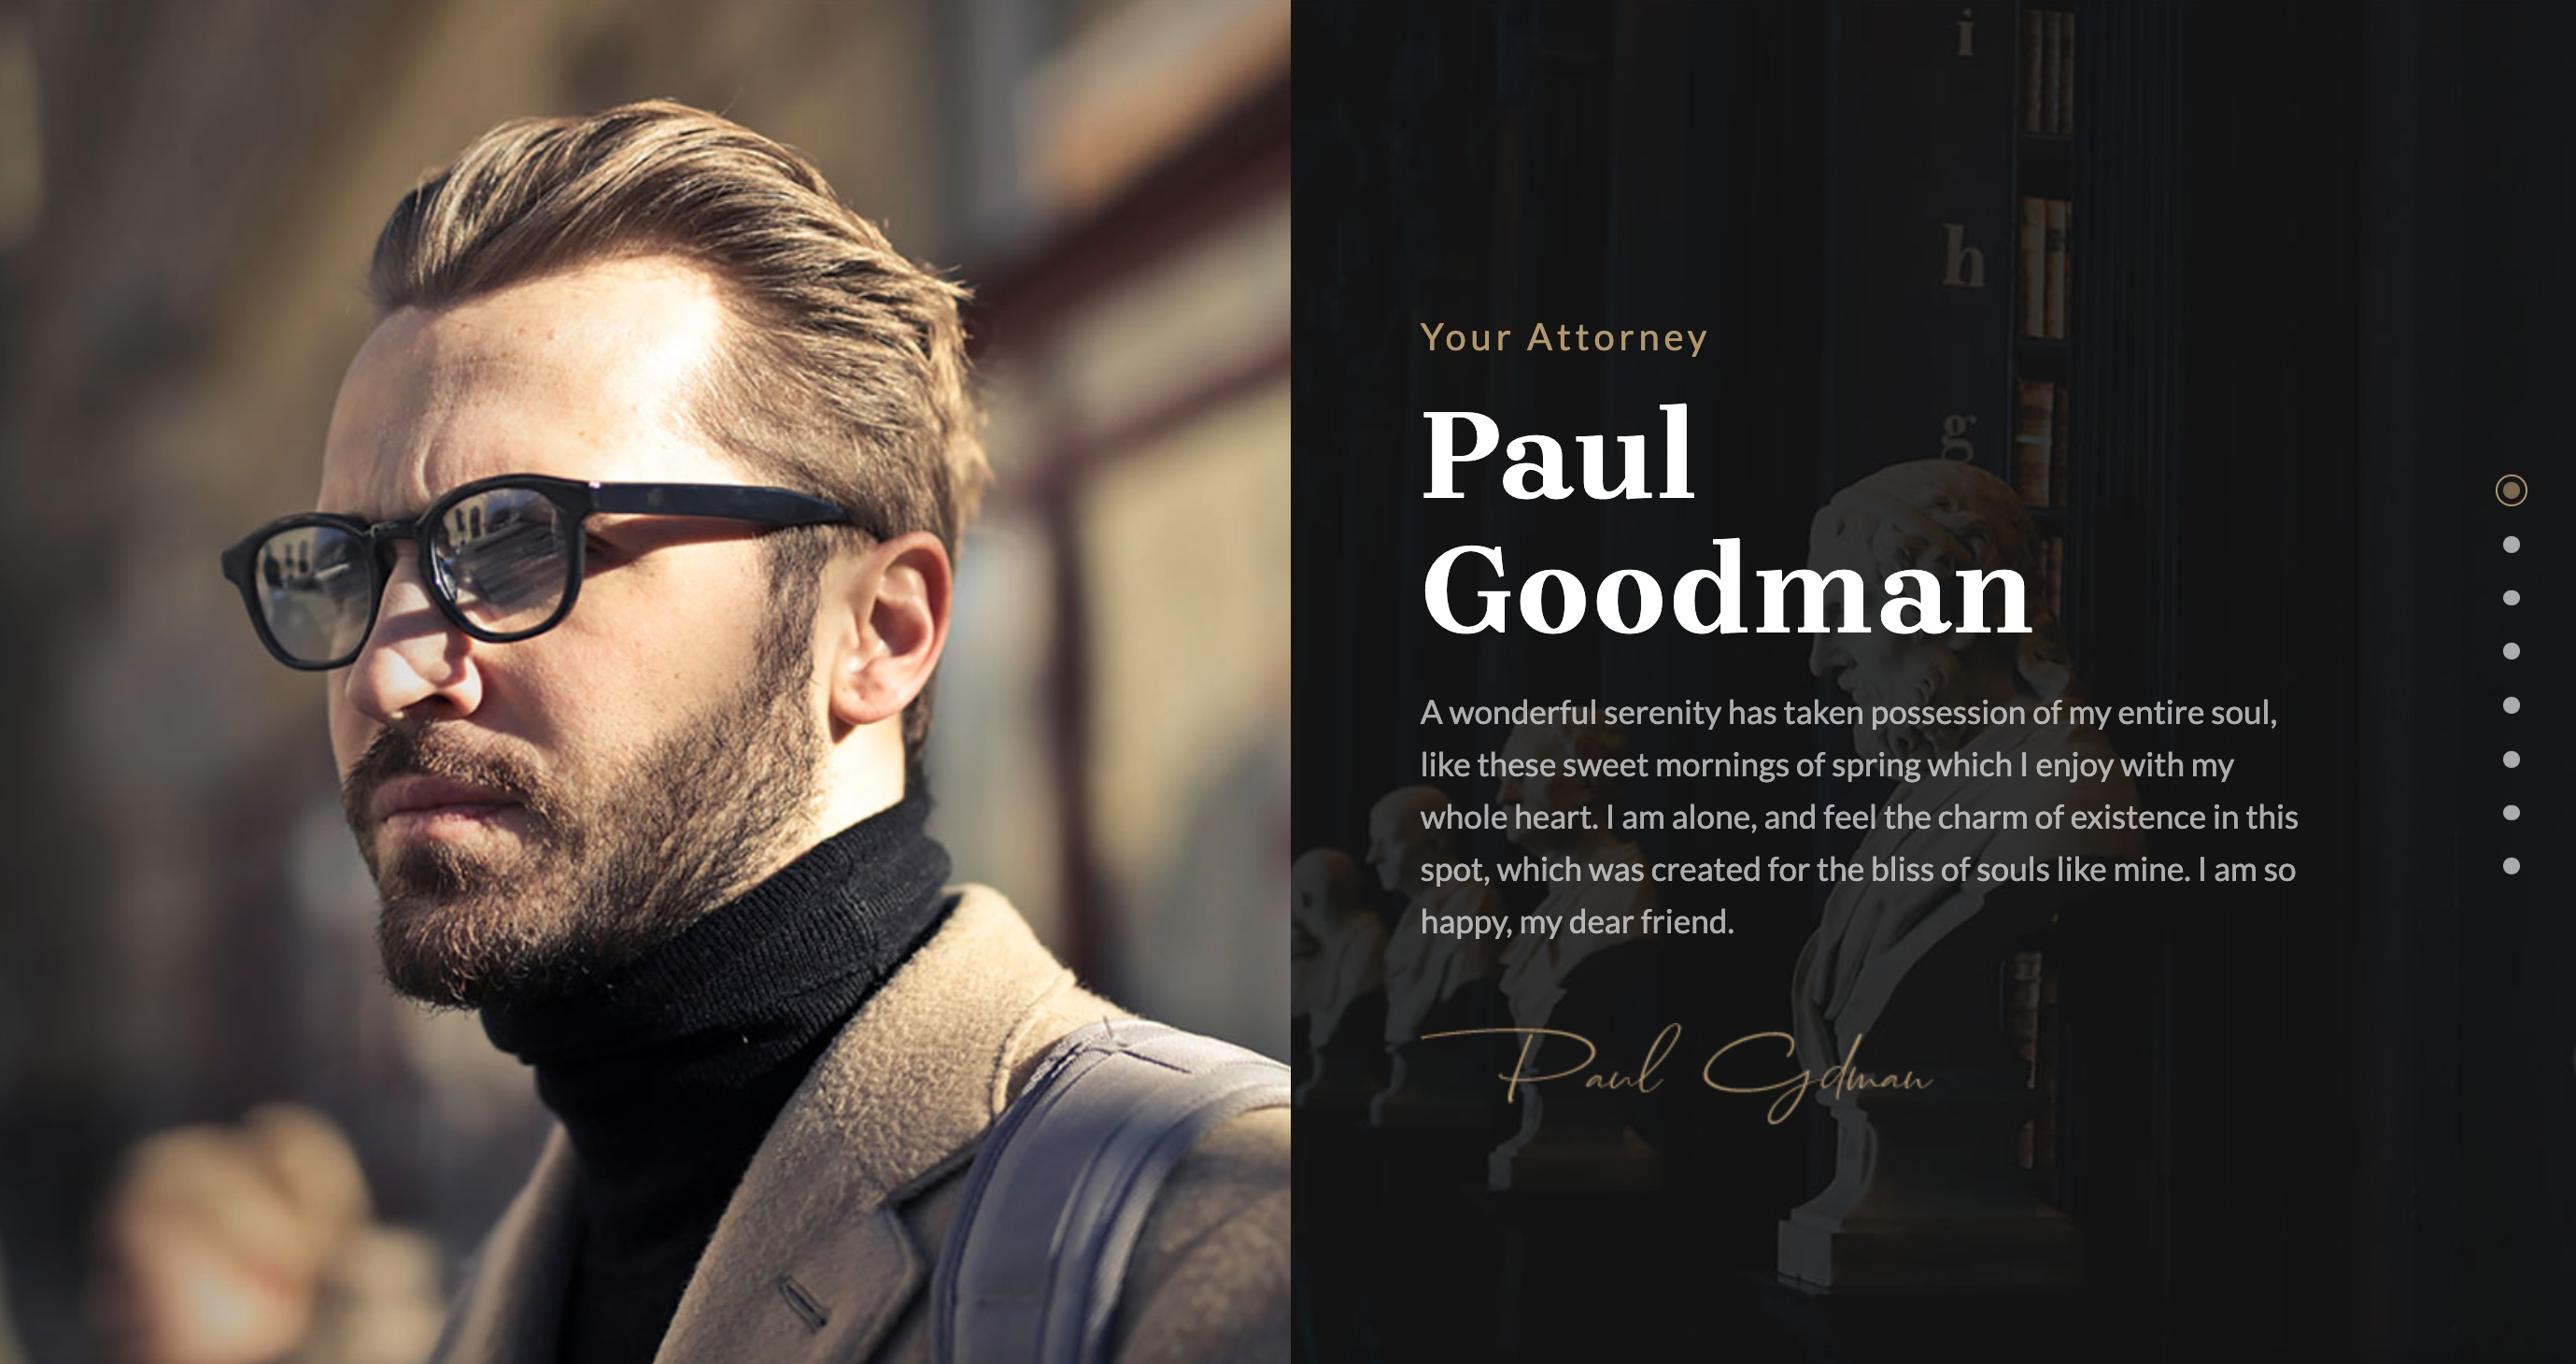 i
h
g
Your Attorney
Paul
Goodman
A wonderful serenity has taken possession of my entire soul,
like these sweet mornings of spring which I enjoy with my
whole heart. I am alone, and feel the charm of existence in this
spot, which was created for the bliss of souls like mine. I am so
happy, my dear friend.
Paul Gdman